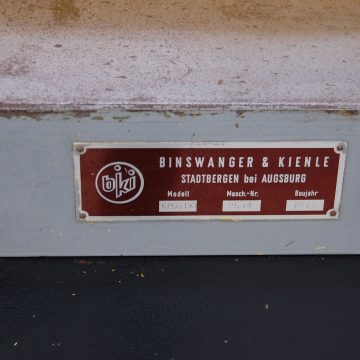 BINSWANGER & KIENLE
STADTBERGEN bei AUGSBURG
bki
Modell Masch.-Nr. Baujahr